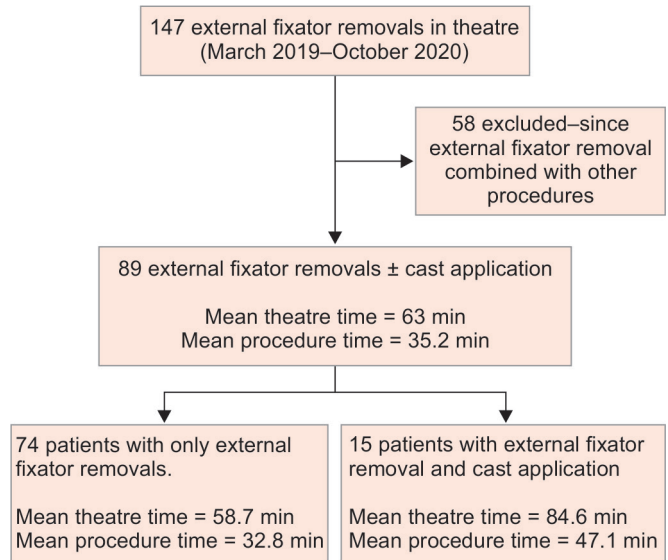 147 external fixator removals in theatre
(March 2019–October 2020)
58 excluded–since
external fixator removal
combined with other
procedures
89 external fixator removals ± cast application
Mean theatre time = 63 min
Mean procedure time = 35.2 min
74 patients with only external
fixator removals.
Mean theatre time = 58.7 min
Mean procedure time = 32.8 min
15 patients with external fixator
removal and cast application
Mean theatre time = 84.6 min
Mean procedure time = 47.1 min